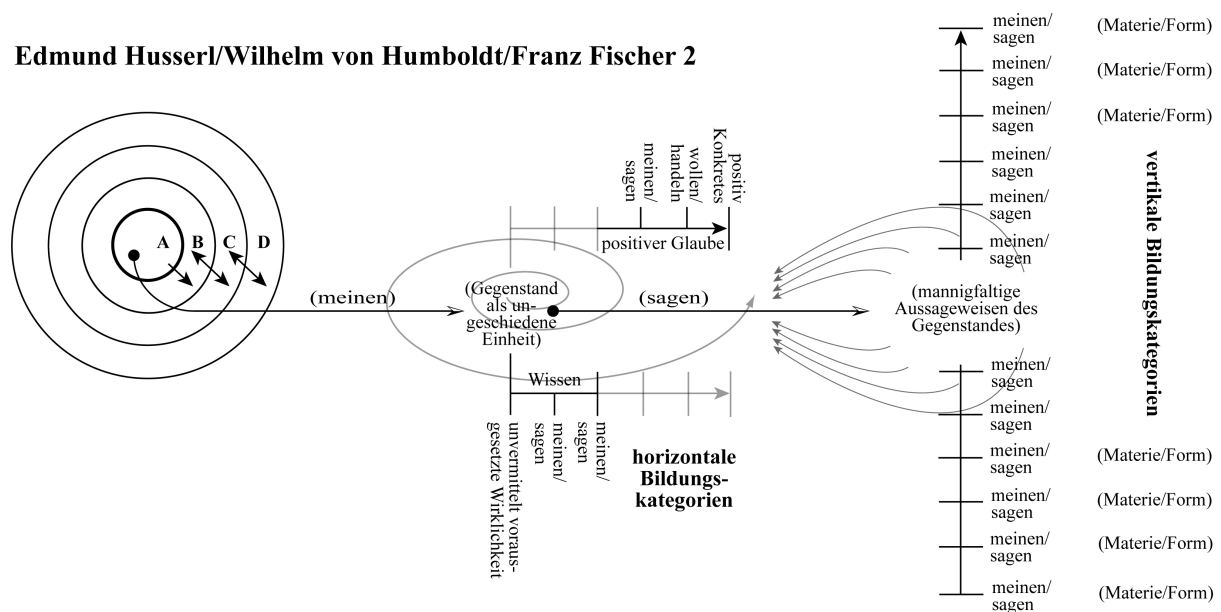 Edmund Husserl/Wilhelm von Humboldt/Franz Fischer 2
A
B
C
D
(meinen)
(Gegenstand
als un-
geschiedene
Einheit)
(sagen)
(mannigfaltige
Aussageweisen des
Gegenstandes)
meinen/
sagen
wollen/
handeln
positiv
Konkretes
positiver Glaube
Wissen
unvermittelt voraus-
gesetzte Wirklichkeit
meinen/
sagen
meinen/
sagen
horizontale
Bildungs-
kategorien
meinen/
sagen
(Materie/Form)
meinen/
sagen
(Materie/Form)
meinen/
sagen
(Materie/Form)
meinen/
sagen
meinen/
sagen
meinen/
sagen
meinen/
sagen
meinen/
sagen
meinen/
sagen
(Materie/Form)
meinen/
sagen
(Materie/Form)
meinen/
sagen
(Materie/Form)
meinen/
sagen
(Materie/Form)
vertikale Bildungskategorien